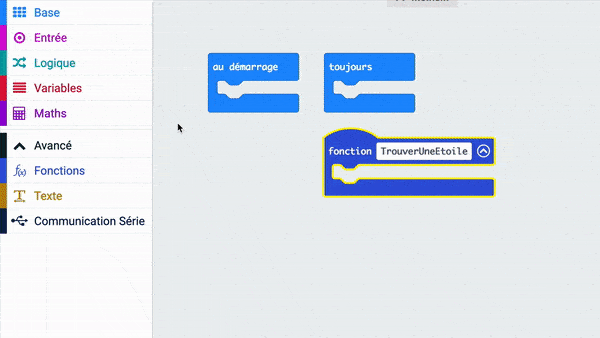 Base
Entrée
Logique
Variables
Maths
Avancé
f(x) Fonctions
Texte
Communication Série
au démarrage
toujours
fonction TrouverUneEtoile